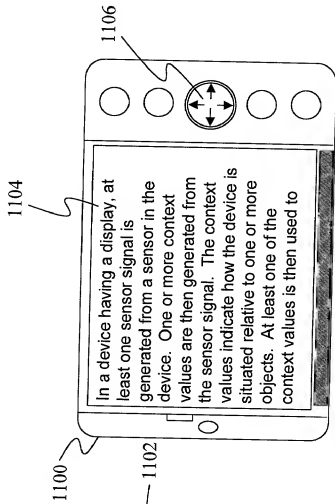 1104
1106
1100
1102
In a device having a display, at
least one sensor signal is
generated from a sensor in the
device. One or more context
values are then generated from
the sensor signal. The context
values indicate how the device is
situated relative to one or more
objects. At least one of the
context values is then used to